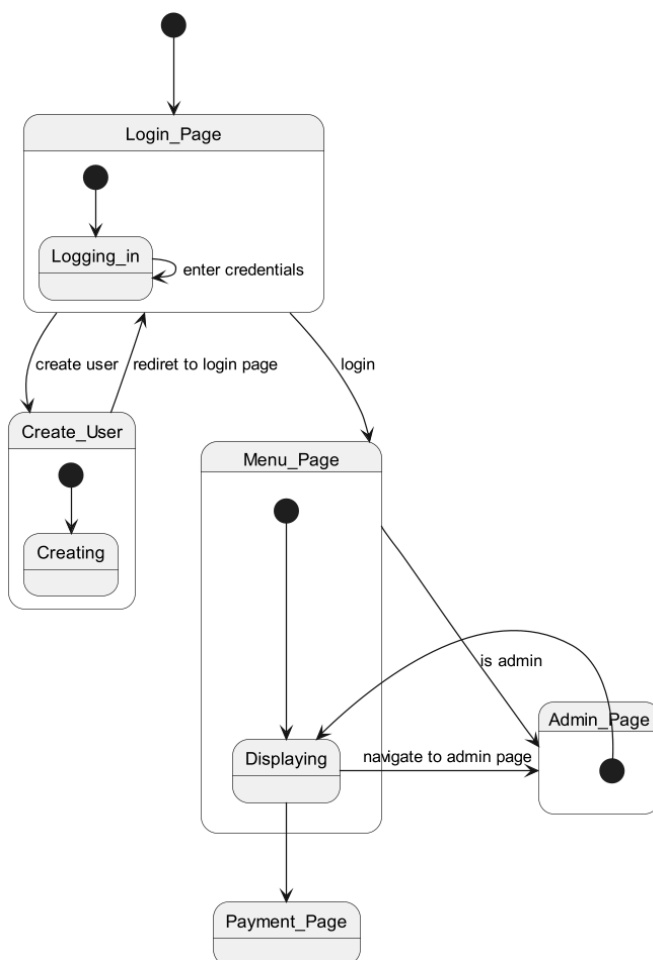 Login_Page
Logging_in
enter credentials
create user
rediret to login page
login
Create_User
Menu_Page
Creating
is admin
Admin_Page
Displaying
navigate to admin page
Payment_Page